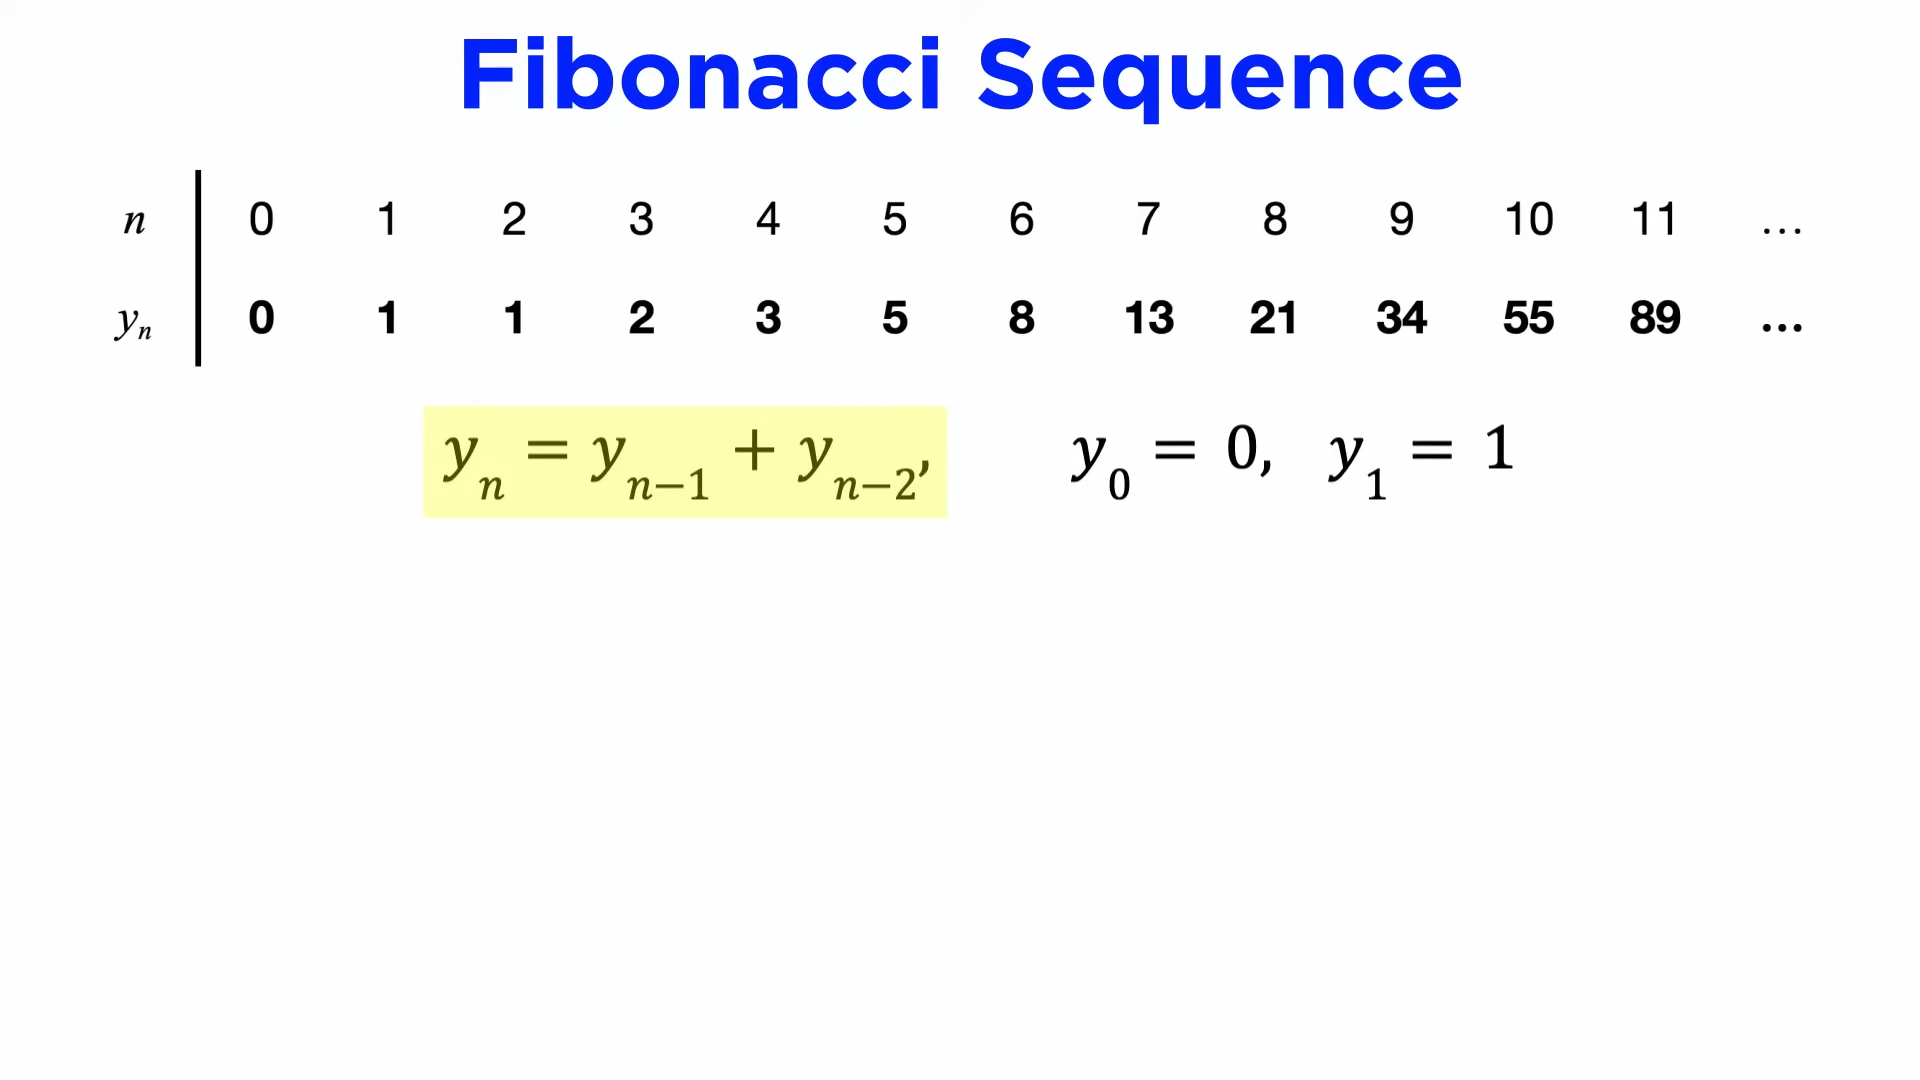 Fibonacci Sequence
n 0 1 2 3 4 5 6 7 8 9 10 11 ...
yₙ 0 1 1 2 3 5 8 13 21 34 55 89 ...
yₙ = yₙ₋₁ + yₙ₋₂, y₀ = 0, y₁ = 1